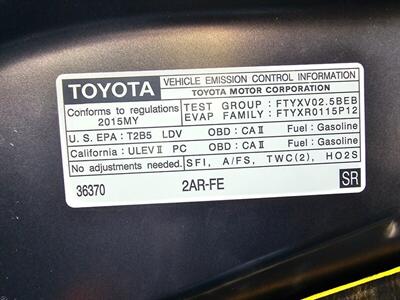 TOYOTA VEHICLE EMISSION CONTROL INFORMATION
TOYOTA MOTOR CORPORATION
Conforms to regulations TEST GROUP : FTYXV02.5BEB
2015MY EVAP FAMILY : FTYXR0115P12
U.S. EPA : T2B5 LDV OBD : CAⅡ Fuel : Gasoline
California : ULEVⅡ PC OBD : CAⅡ Fuel : Gasoline
No adjustments needed. SFI, A/FS, TWC(2), HO2S
36370 2AR-FE SR